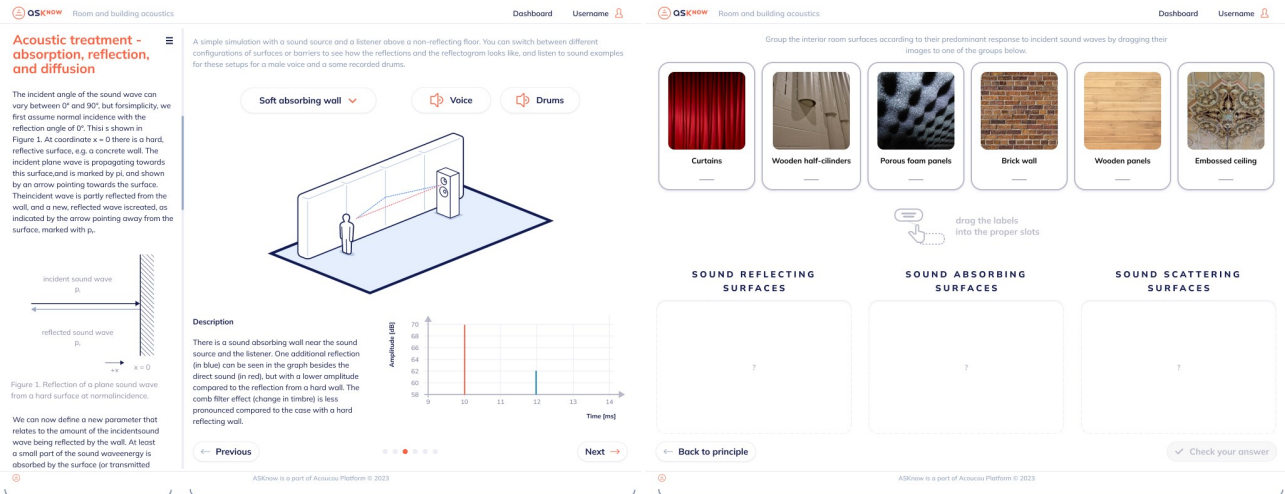 ASKNOW Room and building acoustics Dashboard Username
Acoustic treatment -
absorption, reflection,
and diffusion
The incident angle of the sound wave can
vary between 0° and 90°, but forsimplicity, we
first assume normal incidence with the
reflection angle of 0°. Thisi s shown in
Figure 1. At coordinate x = 0 there is a hard,
reflective surface, e.g. a concrete wall. The
incident plane wave is propagating towards
this surface,and is marked by pi, and shown
by an arrow pointing towards the surface.
Theincident wave is partly reflected from the
wall, and a new, reflected wave iscreated, as
indicated by the arrow pointing away from the
surface, marked with pr.
incident sound wave
pi
reflected sound wave
pr
+x x = 0
Figure 1. Reflection of a plane sound wave
from a hard surface at normalincidence.
We can now define a new parameter that
relates to the amount of the incidentsound
wave being reflected by the wall. At least
a small part of the sound waveenergy is
absorbed by the surface (or transmitted
A simple simulation with a sound source and a listener above a non-reflecting floor. You can switch between different
configurations of surfaces or barriers to see how the reflections and the reflectogram looks like, and listen to sound examples
for these setups for a male voice and a some recorded drums.
Soft absorbing wall Voice Drums
Description
There is a sound absorbing wall near the sound
source and the listener. One additional reflection
(in blue) can be seen in the graph besides the
direct sound (in red), but with a lower amplitude
compared to the reflection from a hard wall. The
comb filter effect (change in timbre) is less
pronounced compared to the case with a hard
reflecting wall.
Amplitude [dB]
70
68
66
64
62
60
58
9 10 11 12 13 14
Time [ms]
Previous Next
ASKnow is a part of Acoucou Platform © 2023
ASKNOW Room and building acoustics Dashboard Username
Group the interior room surfaces according to their predominant response to incident sound waves by dragging their
images to one of the groups below.
Curtains Wooden half-cilinders Porous foam panels Brick wall Wooden panels Embossed ceiling
drag the labels
into the proper slots
SOUND REFLECTING
SURFACES
SOUND ABSORBING
SURFACES
SOUND SCATTERING
SURFACES
? ? ?
Back to principle Check your answer
ASKnow is a part of Acoucou Platform © 2023